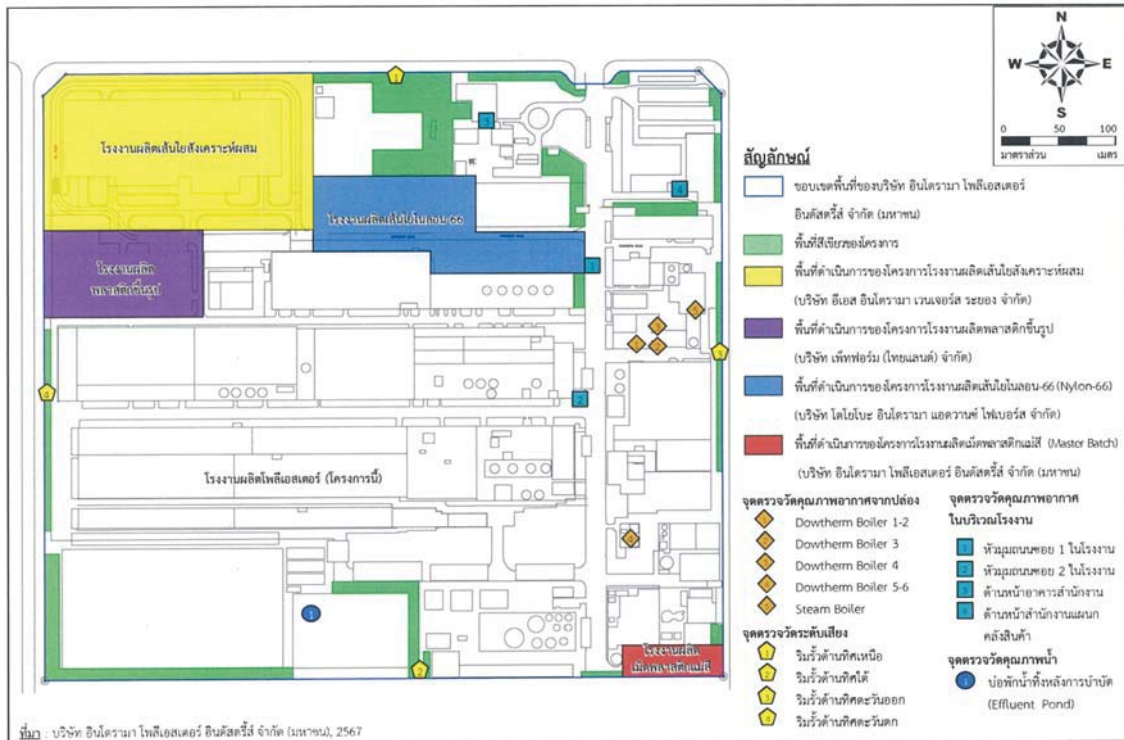 N
W E
S
0 50 100
มาตราส่วน เมตร
1
3
4
โรงงานผลิตเส้นใยสังเคราะห์ผสม
โรงงานผลิตเส้นใยไนลอน-66
1
โรงงานผลิต
พลาสติกขึ้นรูป
5
3
1 2
3
4
2
โรงงานผลิตโพลีเอสเตอร์ (โครงการนี้)
4
1
โรงงานผลิต
เม็ดพลาสติกแม่สี
2
สัญลักษณ์
ขอบเขตพื้นที่ของบริษัท อินโดรามา โพลีเอสเตอร์
อินดัสตรี้ส์ จำกัด (มหาชน)
พื้นที่สีเขียวของโครงการ
พื้นที่ดำเนินการของโครงการโรงงานผลิตเส้นใยสังเคราะห์ผสม
(บริษัท อีเอส อินโดรามา เวนเจอร์ส ระยอง จำกัด)
พื้นที่ดำเนินการของโครงการโรงงานผลิตพลาสติกขึ้นรูป
(บริษัท เพ็ทฟอร์ม (ไทยแลนด์) จำกัด)
พื้นที่ดำเนินการของโครงการโรงงานผลิตเส้นใยไนลอน-66 (Nylon-66)
(บริษัท โตโยโบะ อินโดรามา แอดวานซ์ ไฟเบอร์ส จำกัด)
พื้นที่ดำเนินการของโครงการโรงงานผลิตเม็ดพลาสติกแม่สี (Master Batch)
(บริษัท อินโดรามา โพลีเอสเตอร์ อินดัสตรี้ส์ จำกัด (มหาชน)
จุดตรวจวัดคุณภาพอากาศจากปล่อง
1 Dowtherm Boiler 1-2
2 Dowtherm Boiler 3
3 Dowtherm Boiler 4
4 Dowtherm Boiler 5-6
5 Steam Boiler
จุดตรวจวัดระดับเสียง
1 ริมรั้วด้านทิศเหนือ
2 ริมรั้วด้านทิศใต้
3 ริมรั้วด้านทิศตะวันออก
4 ริมรั้วด้านทิศตะวันตก
จุดตรวจวัดคุณภาพอากาศ
ในบริเวณโรงงาน
1 หัวมุมถนนซอย 1 ในโรงงาน
2 หัวมุมถนนซอย 2 ในโรงงาน
3 ด้านหน้าอาคารสำนักงาน
4 ด้านหน้าสำนักงานแผนก
คลังสินค้า
จุดตรวจวัดคุณภาพน้ำ
1 บ่อพักน้ำทิ้งหลังการบำบัด
(Effluent Pond)
ที่มา : บริษัท อินโดรามา โพลีเอสเตอร์ อินดัสตรี้ส์ จำกัด (มหาชน), 2567